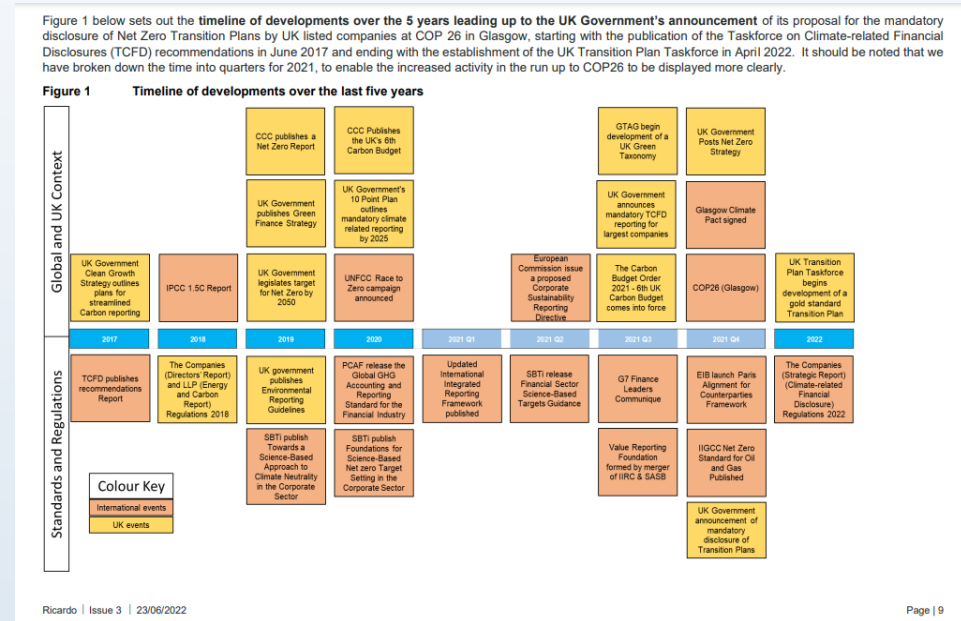 Figure 1 below sets out the timeline of developments over the 5 years leading up to the UK Government's announcement of its proposal for the mandatory
disclosure of Net Zero Transition Plans by UK listed companies at COP 26 in Glasgow, starting with the publication of the Taskforce on Climate-related Financial
Disclosures (TCFD) recommendations in June 2017 and ending with the establishment of the UK Transition Plan Taskforce in April 2022. It should be noted that we
have broken down the time into quarters for 2021, to enable the increased activity in the run up to COP26 to be displayed more clearly.
Figure 1 Timeline of developments over the last five years
Global and UK Context
CCC publishes a
Net Zero Report
CCC Publishes
the UK's 6th
Carbon Budget
GTAG begin
development of a
UK Green
Taxonomy
UK Government
Posts Net Zero
Strategy
UK Government
publishes Green
Finance Strategy
UK Government's
10 Point Plan
outlines
mandatory climate
related reporting
by 2025
UK Government
announces
mandatory TCFD
reporting for
largest companies
Glasgow Climate
Pact signed
UK Government
Clean Growth
Strategy outlines
plans for
streamlined
Carbon reporting
IPCC 1.5C Report
UK Government
legislates target
for Net Zero by
2050
UNFCC Race to
Zero campaign
announced
European
Commission issue
a proposed
Corporate
Sustainability
Reporting
Directive
The Carbon
Budget Order
2021 - 6th UK
Carbon Budget
comes into force
COP26 (Glasgow)
UK Transition
Plan Taskforce
begins
development of a
gold standard
Transition Plan
2017
2018
2019
2020
2021 Q1
2021 Q2
2021 Q3
2021 Q4
2022
Standards and Regulations
TCFD publishes
recommendations
Report
The Companies
(Directors' Report)
and LLP (Energy
and Carbon
Report)
Regulations 2018
UK government
publishes
Environmental
Reporting
Guidelines
PCAF release the
Global GHG
Accounting and
Reporting
Standard for the
Financial Industry
Updated
International
Integrated
Reporting
Framework
published
SBTi release
Financial Sector
Science-Based
Targets Guidance
G7 Finance
Leaders
Communique
EIB launch Paris
Alignment for
Counterparties
Framework
The Companies
(Strategic Report)
(Climate-related
Financial
Disclosure)
Regulations 2022
SBTi publish
Towards a
Science-Based
Approach to
Climate Neutrality
in the Corporate
Sector
SBTi publish
Foundations for
Science-Based
Net zero Target
Setting in the
Corporate Sector
Value Reporting
Foundation
formed by merger
of IIRC & SASB
IIGCC Net Zero
Standard for Oil
and Gas
Published
UK Government
announcement of
mandatory
disclosure of
Transition Plans
Colour Key
International events
UK events
Ricardo | Issue 3 | 23/06/2022
Page | 9